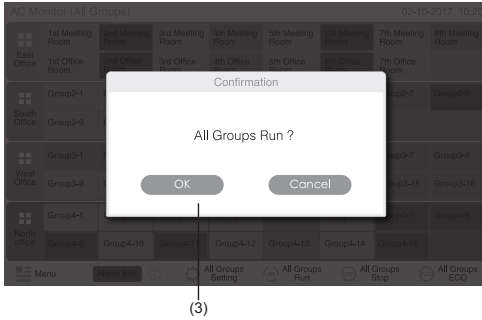 AC Monitor (All Groups) 02-10-2017 10:30
1st Meeting Room 2nd Meeting Room 3rd Meeting Room 4th Meeting Room 5th Meeting Room 6th Meeting Room 7th Meeting Room 8th Meeting Room
East Office
1st Office Room 2nd Office Room 3rd Office Room 4th Office Room 5th Office Room 6th Office Room 7th Office Room
Confirmation
Group2-1 Group2-7 Group2-8
South Office
Group2-9
All Groups Run ?
Group3-1 Group3-7 Group3-8
West Office
Group3-9 Group3-15 Group3-16
OK Cancel
Group4-1 Group4-8
North office
Group4-9 Group4-10 Group4-11 Group4-12 Group4-13 Group4-14 Group4-15
Menu Alarm Info All Groups Setting All Groups Run All Groups Stop All Groups ECO
(3)